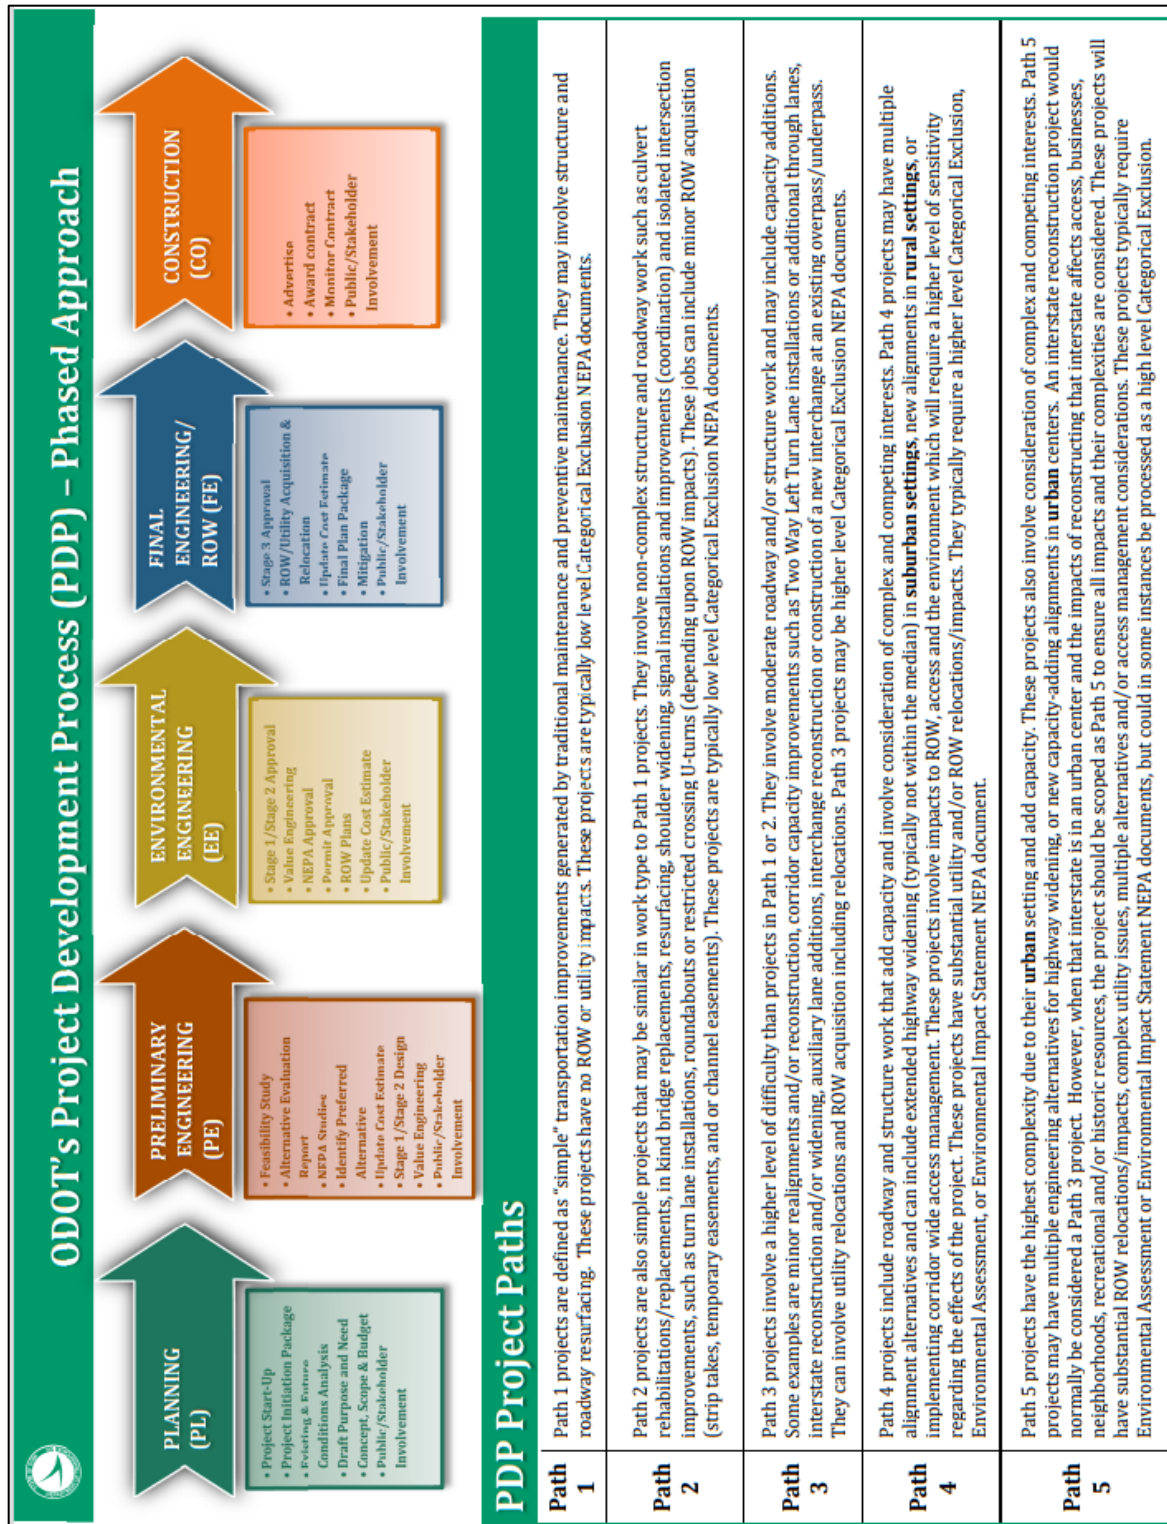 ODOT's Project Development Process (PDP) – Phased Approach
PLANNING
(PL)
• Project Start-Up
• Project Initiation Package
• Existing & Future
Conditions Analysis
• Draft Purpose and Need
• Concept, Scope & Budget
• Public/Stakeholder
Involvement
PRELIMINARY
ENGINEERING
(PE)
• Feasibility Study
• Alternative Evaluation
Report
• NEPA Studies
• Identify Preferred
Alternative
• Update Cost Estimate
• Stage 1/Stage 2 Design
• Value Engineering
• Public/Stakeholder
Involvement
ENVIRONMENTAL
ENGINEERING
(EE)
• Stage 1/Stage 2 Approval
• Value Engineering
• NEPA Approval
• Permit Approval
• ROW Plans
• Update Cost Estimate
• Public/Stakeholder
Involvement
FINAL
ENGINEERING/
ROW (FE)
• Stage 3 Approval
• ROW/Utility Acquisition &
Relocation
• Update Cost Estimate
• Final Plan Package
• Mitigation
• Public/Stakeholder
Involvement
CONSTRUCTION
(CO)
• Advertise
• Award contract
• Monitor Contract
• Public/Stakeholder
Involvement
PDP Project Paths
Path
1
Path 1 projects are defined as "simple" transportation improvements generated by traditional maintenance and preventive maintenance. They may involve structure and
roadway resurfacing. These projects have no ROW or utility impacts. These projects are typically low level Categorical Exclusion NEPA documents.
Path
2
Path 2 projects are also simple projects that may be similar in work type to Path 1 projects. They involve non-complex structure and roadway work such as culvert
rehabilitations/replacements, in kind bridge replacements, resurfacing, shoulder widening, signal installations and improvements (coordination) and isolated intersection
improvements, such as turn lane installations, roundabouts or restricted crossing U-turns (depending upon ROW impacts). These jobs can include minor ROW acquisition
(strip takes, temporary easements, and or channel easements). These projects are typically low level Categorical Exclusion NEPA documents.
Path
3
Path 3 projects involve a higher level of difficulty than projects in Path 1 or 2. They involve moderate roadway and/or structure work and may include capacity additions.
Some examples are minor realignments and/or reconstruction, corridor capacity improvements such as Two Way Left Turn Lane installations or additional through lanes,
interstate reconstruction and/or widening, auxiliary lane additions, interchange reconstruction or construction of a new interchange at an existing overpass/underpass.
They can involve utility relocations and ROW acquisition including relocations. Path 3 projects may be higher level Categorical Exclusion NEPA documents.
Path
4
Path 4 projects include roadway and structure work that add capacity and involve consideration of complex and competing interests. Path 4 projects may have multiple
alignment alternatives and can include extended highway widening (typically not within the median) in suburban settings, new alignments in rural settings, or
implementing corridor wide access management. These projects involve impacts to ROW, access and the environment which will require a higher level of sensitivity
regarding the effects of the project. These projects have substantial utility and/or ROW relocations/impacts. They typically require a higher level Categorical Exclusion,
Environmental Assessment, or Environmental Impact Statement NEPA document.
Path
5
Path 5 projects have the highest complexity due to their urban setting and add capacity. These projects also involve consideration of complex and competing interests. Path 5
projects may have multiple engineering alternatives for highway widening, or new capacity-adding alignments in urban centers. An interstate reconstruction project would
normally be considered a Path 3 project. However, when that interstate is in an urban center and the impacts of reconstructing that interstate affects access, businesses,
neighborhoods, recreational and/or historic resources, the project should be scoped as Path 5 to ensure all impacts and their complexities are considered. These projects will
have substantial ROW relocations/impacts, complex utility issues, multiple alternatives and/or access management considerations. These projects typically require
Environmental Assessment or Environmental Impact Statement NEPA documents, but could in some instances be processed as a high level Categorical Exclusion.